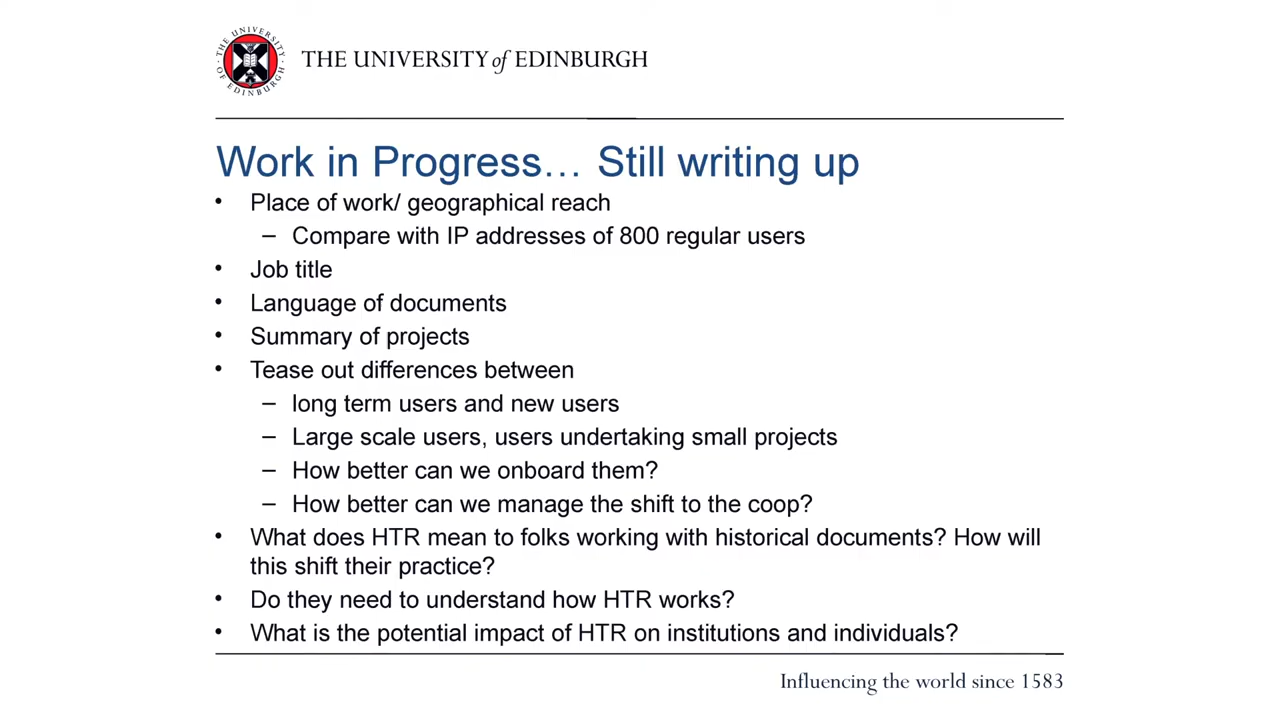 THE UNIVERSITY OF EDINBURGH
THE UNIVERSITY of EDINBURGH
Work in Progress… Still writing up
• Place of work/ geographical reach
– Compare with IP addresses of 800 regular users
• Job title
• Language of documents
• Summary of projects
• Tease out differences between
– long term users and new users
– Large scale users, users undertaking small projects
– How better can we onboard them?
– How better can we manage the shift to the coop?
• What does HTR mean to folks working with historical documents? How will
this shift their practice?
• Do they need to understand how HTR works?
• What is the potential impact of HTR on institutions and individuals?
Influencing the world since 1583